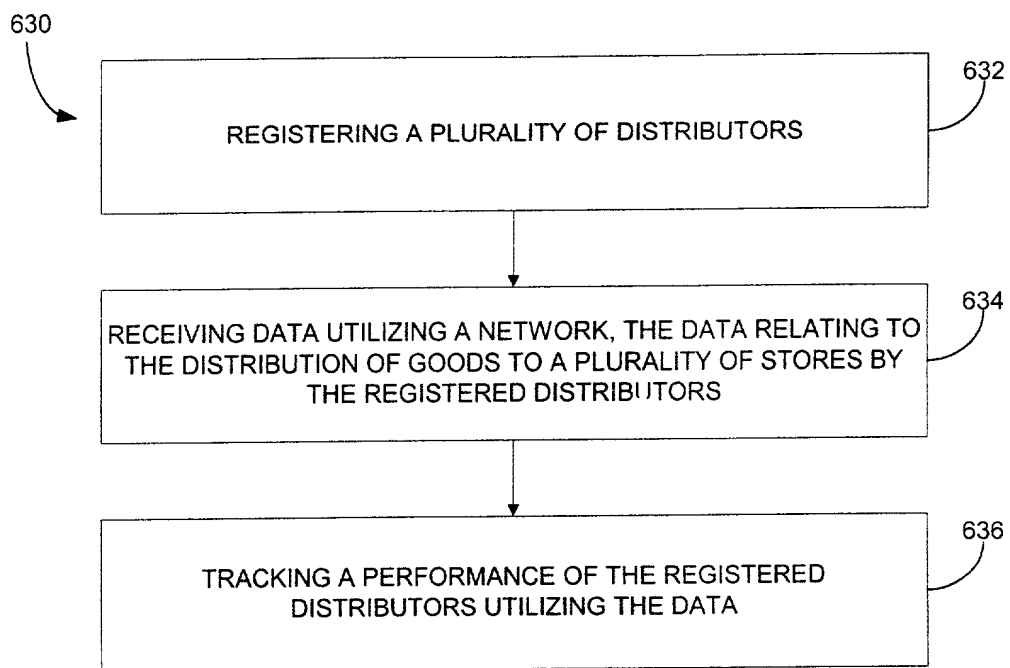 630
632
REGISTERING A PLURALITY OF DISTRIBUTORS
634
RECEIVING DATA UTILIZING A NETWORK, THE DATA RELATING TO
THE DISTRIBUTION OF GOODS TO A PLURALITY OF STORES BY
THE REGISTERED DISTRIBUTORS
636
TRACKING A PERFORMANCE OF THE REGISTERED
DISTRIBUTORS UTILIZING THE DATA